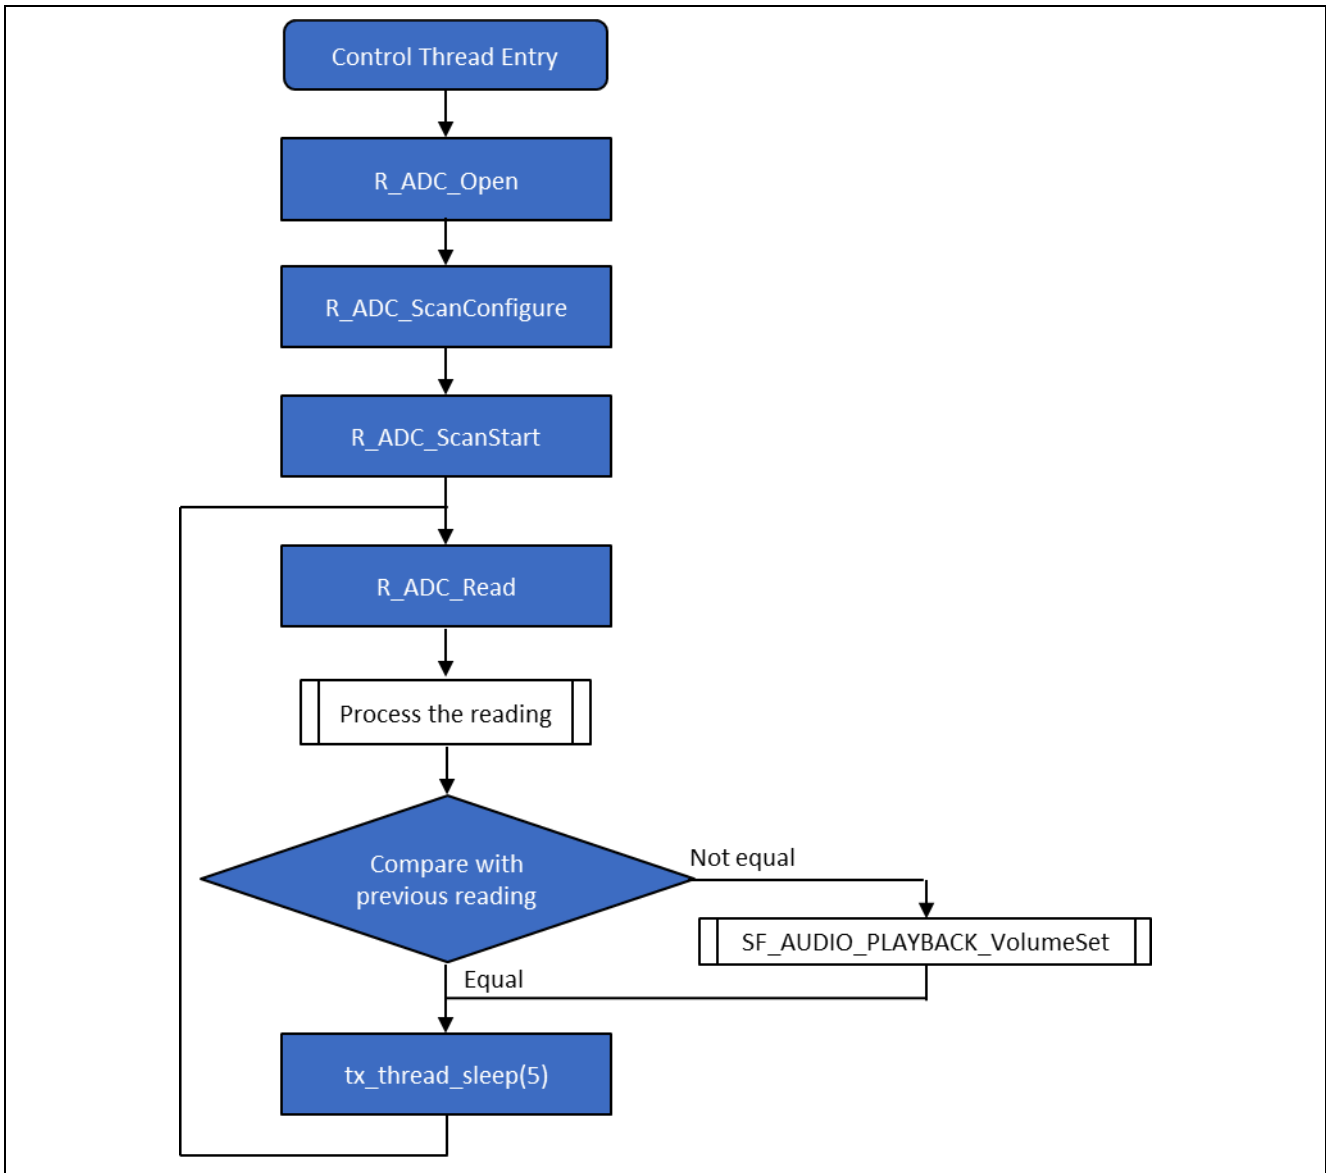 Control Thread Entry
R_ADC_Open
R_ADC_ScanConfigure
R_ADC_ScanStart
R_ADC_Read
Process the reading
Compare with
previous reading
Not equal
SF_AUDIO_PLAYBACK_VolumeSet
Equal
tx_thread_sleep(5)